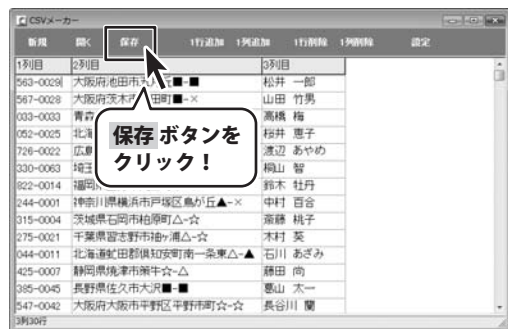 CSVメーカー
新規 開く 保存 1行追加 1列追加 1行削除 1列削除 設定
1列目 2列目 3列目
563-0029 大阪府池田市 丘■-■ 松井 一郎
567-0028 大阪府茨木市 田町■-× 山田 竹男
033-0033 青森 高橋 梅
052-0025 北海 桜井 恵子
726-0022 広島 渡辺 あやめ
330-0063 埼玉 桐山 智
822-0014 福岡県 鈴木 牡丹
244-0001 神奈川県横浜市戸塚区鳥が丘▲-× 中村 百合
315-0004 茨城県石岡市柏原町△-☆ 斎藤 桃子
275-0021 千葉県習志野市袖ヶ浦△-☆ 木村 葵
044-0011 北海道虻田郡倶知安町南一条東△-▲ 石川 あざみ
425-0007 静岡県焼津市策牛☆-△ 藤田 尚
385-0045 長野県佐久市大沢■-■ 葛山 太一
547-0042 大阪府大阪市平野区平野市町☆-☆ 長谷川 蘭
3列30行
保存 ボタンを
クリック！